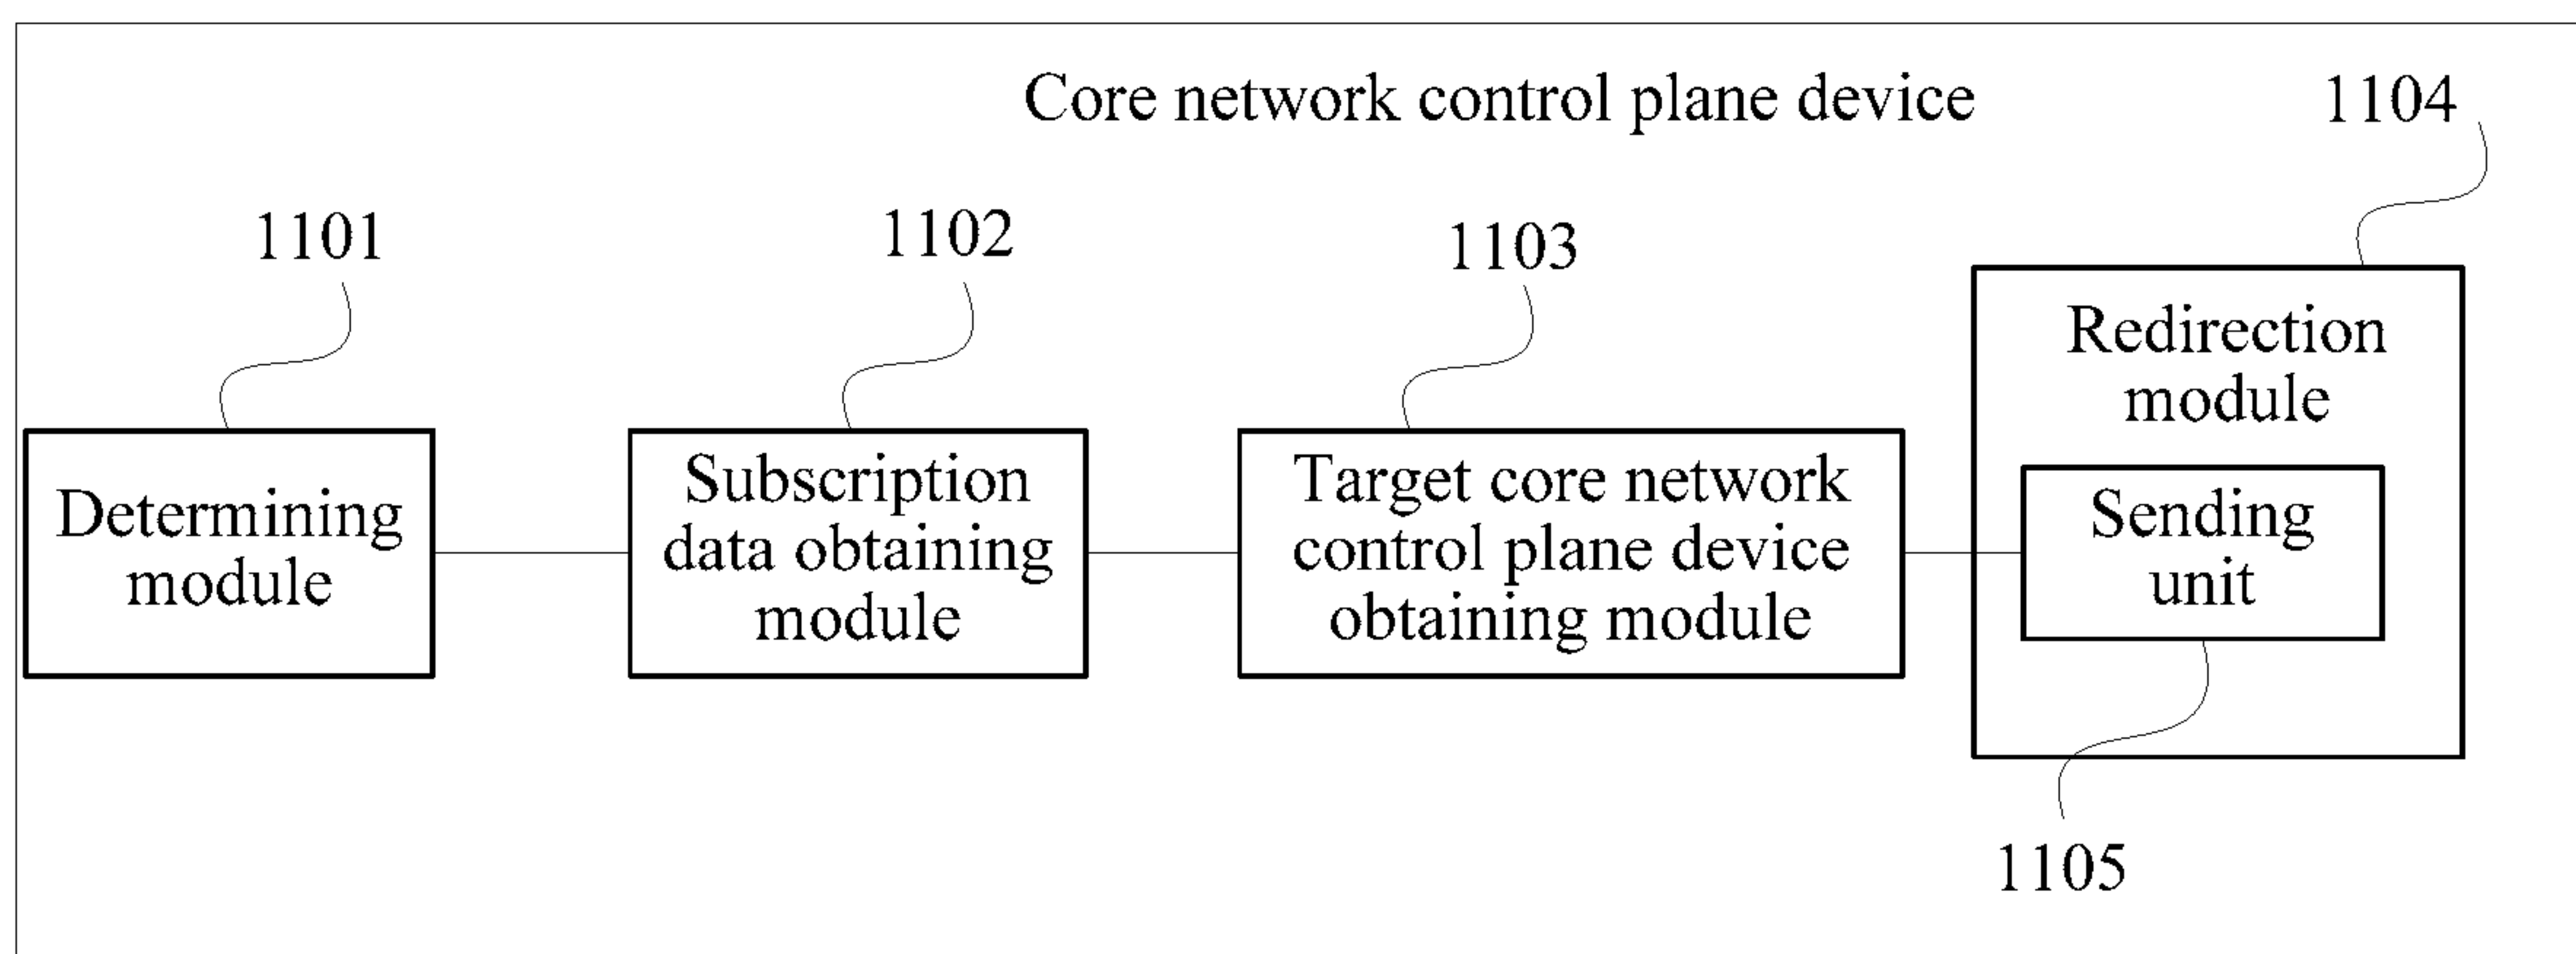 Core network control plane device
1104
1101
1102
1103
Redirection
module
Determining
module
Subscription
data obtaining
module
Target core network
control plane device
obtaining module
Sending
unit
1105